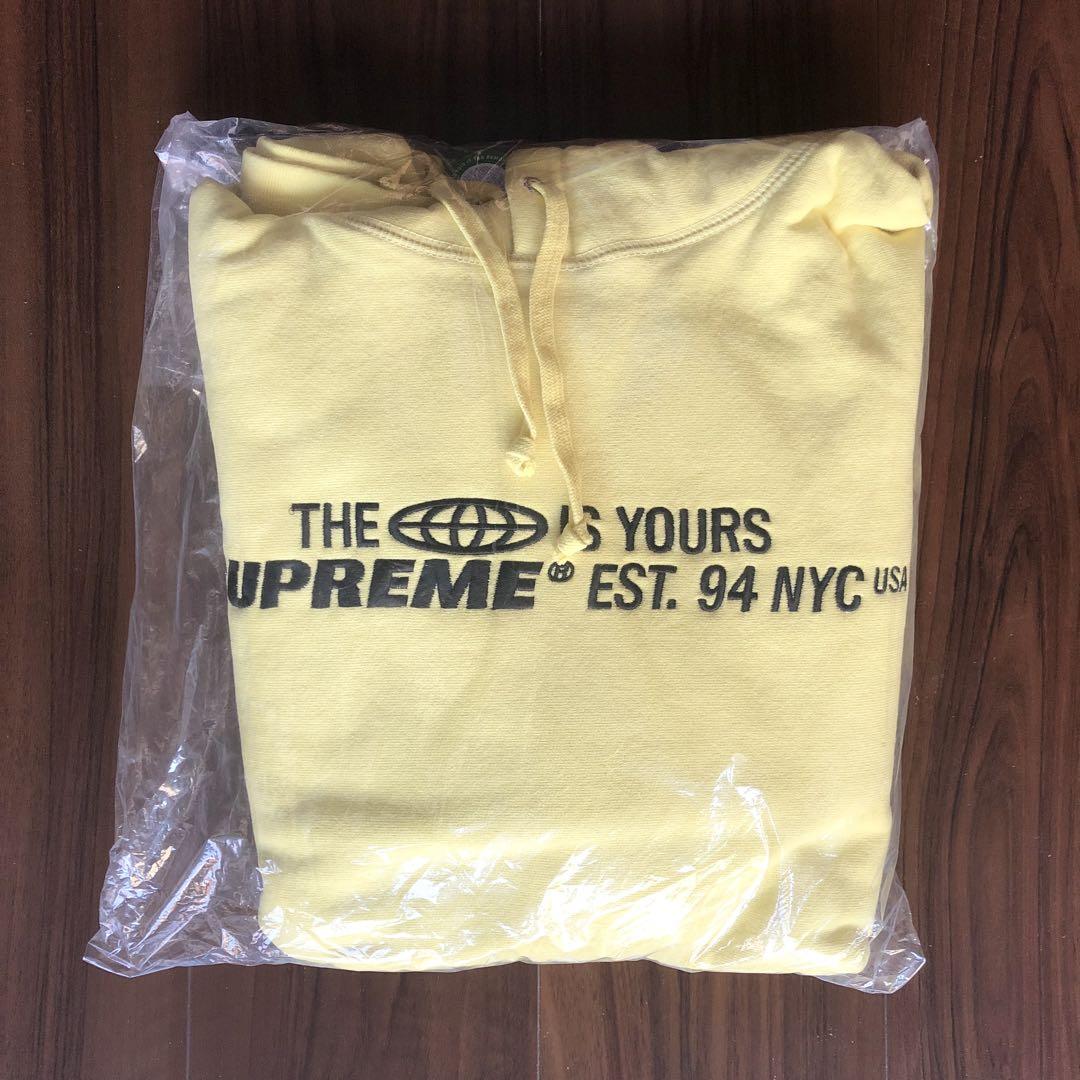 THE IS YOURS
UPREME® EST. 94 NYC USA